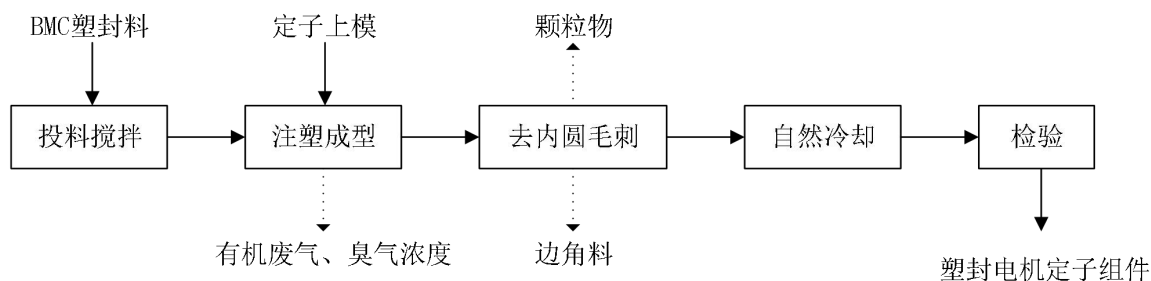 BMC塑封料
定子上模
颗粒物
投料搅拌
注塑成型
去内圆毛刺
自然冷却
检验
有机废气、臭气浓度
边角料
塑封电机定子组件